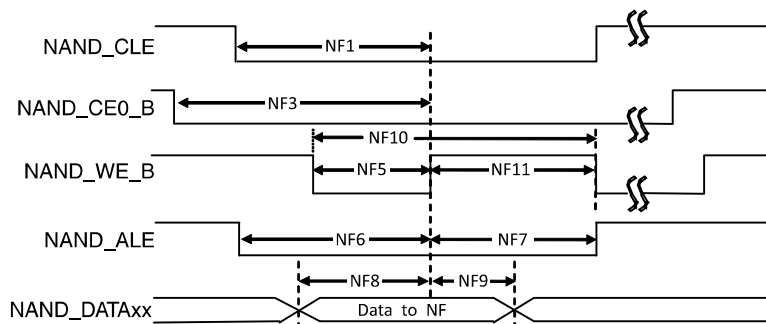 NAND_CLE
NF1
NAND_CE0_B
NF3
NF10
NAND_WE_B
NF5
NF11
NAND_ALE
NF6
NF7
NF8
NF9
NAND_DATAxx
Data to NF